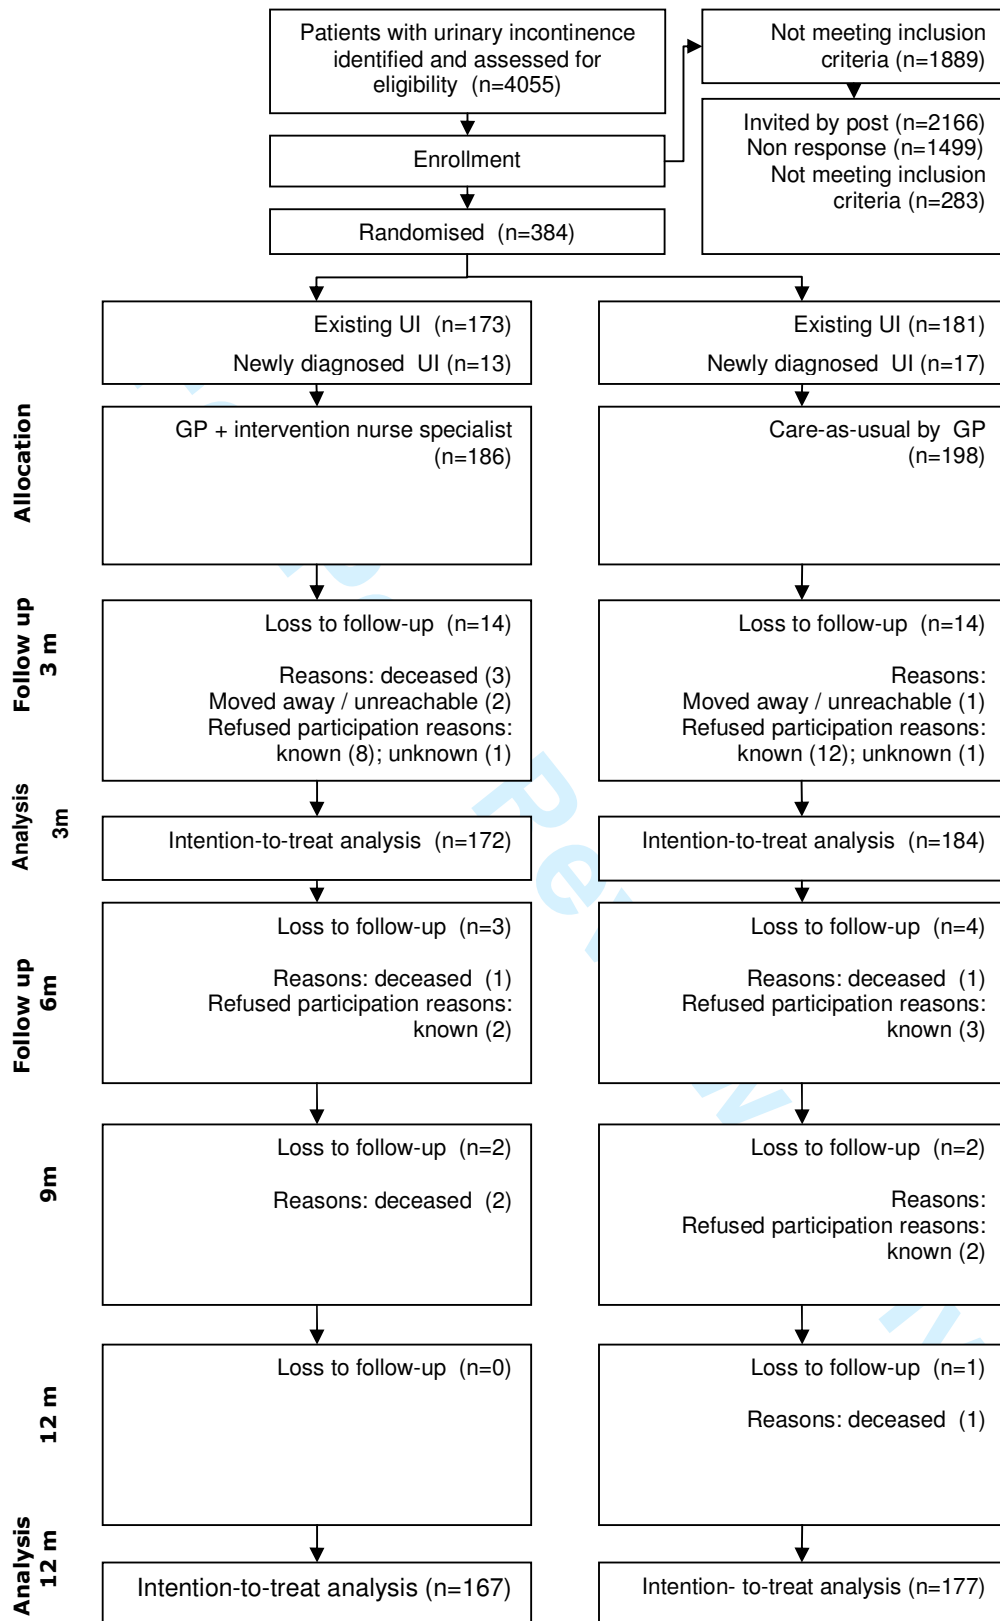 Patients with urinary incontinence
identified and assessed for
eligibility (n=4055)
Not meeting inclusion
criteria (n=1889)
Invited by post (n=2166)
Non response (n=1499)
Not meeting inclusion
criteria (n=283)
Enrollment
Randomised (n=384)
Existing UI (n=173)
Newly diagnosed UI (n=13)
Existing UI (n=181)
Newly diagnosed UI (n=17)
Allocation
GP + intervention nurse specialist
(n=186)
Care-as-usual by GP
(n=198)
Follow up
3 m
Loss to follow-up (n=14)
Reasons: deceased (3)
Moved away / unreachable (2)
Refused participation reasons:
known (8); unknown (1)
Loss to follow-up (n=14)
Reasons:
Moved away / unreachable (1)
Refused participation reasons:
known (12); unknown (1)
Analysis
3m
Intention-to-treat analysis (n=172)
Intention-to-treat analysis (n=184)
Follow up
6m
Loss to follow-up (n=3)
Reasons: deceased (1)
Refused participation reasons:
known (2)
Loss to follow-up (n=4)
Reasons: deceased (1)
Refused participation reasons:
known (3)
9m
Loss to follow-up (n=2)
Reasons: deceased (2)
Loss to follow-up (n=2)
Reasons:
Refused participation reasons:
known (2)
12 m
Loss to follow-up (n=0)
Loss to follow-up (n=1)
Reasons: deceased (1)
Analysis
12 m
Intention-to-treat analysis (n=167)
Intention- to-treat analysis (n=177)